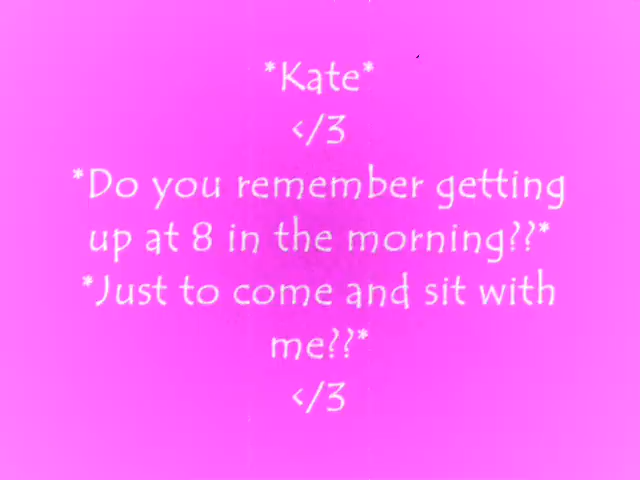 *Kate*
</3
*Do you remember getting
up at 8 in the morning??*
*Just to come and sit with
me??*
</3